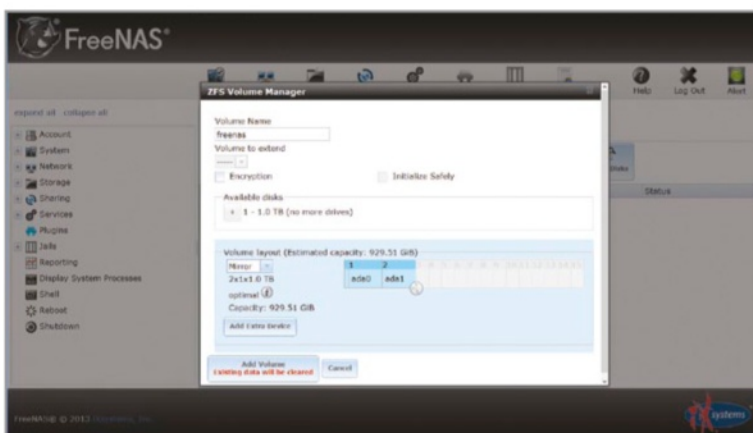 FreeNAS®
Help Log Out Alert
expand all collapse all
Account
System
Network
Storage
Sharing
Services
Plugins
Jails
Reporting
Display System Processes
Shell
Reboot
Shutdown
ZFS Volume Manager
Volume Name
freenas
Volume to extend
-----
Encryption
Initialize Safely
Available disks
+ 1 - 1.0 TB (no more drives)
Volume layout (Estimated capacity: 929.51 GiB)
Mirror
1 2
2x1x1.0 TB
ada0 ada1
optimal
Capacity: 929.51 GiB
Add Extra Device
Add Volume
Existing data will be cleared
Cancel
Status
FreeNAS® © 2013
systems